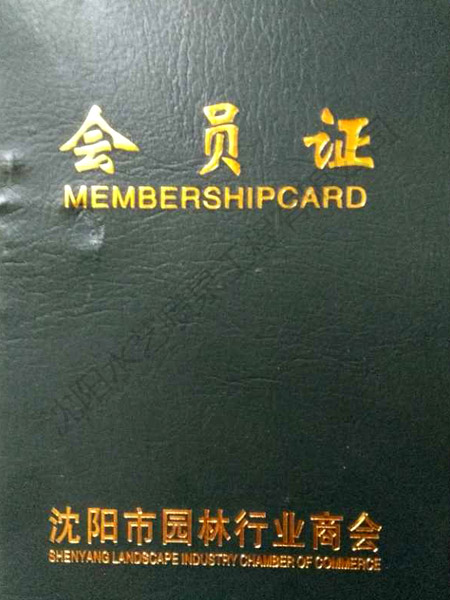 会员证
MEMBERSHIPCARD
沈阳市园林行业商会
SHENYANG LANDSCAPE INDUSTRY CHAMBER OF COMMERCE